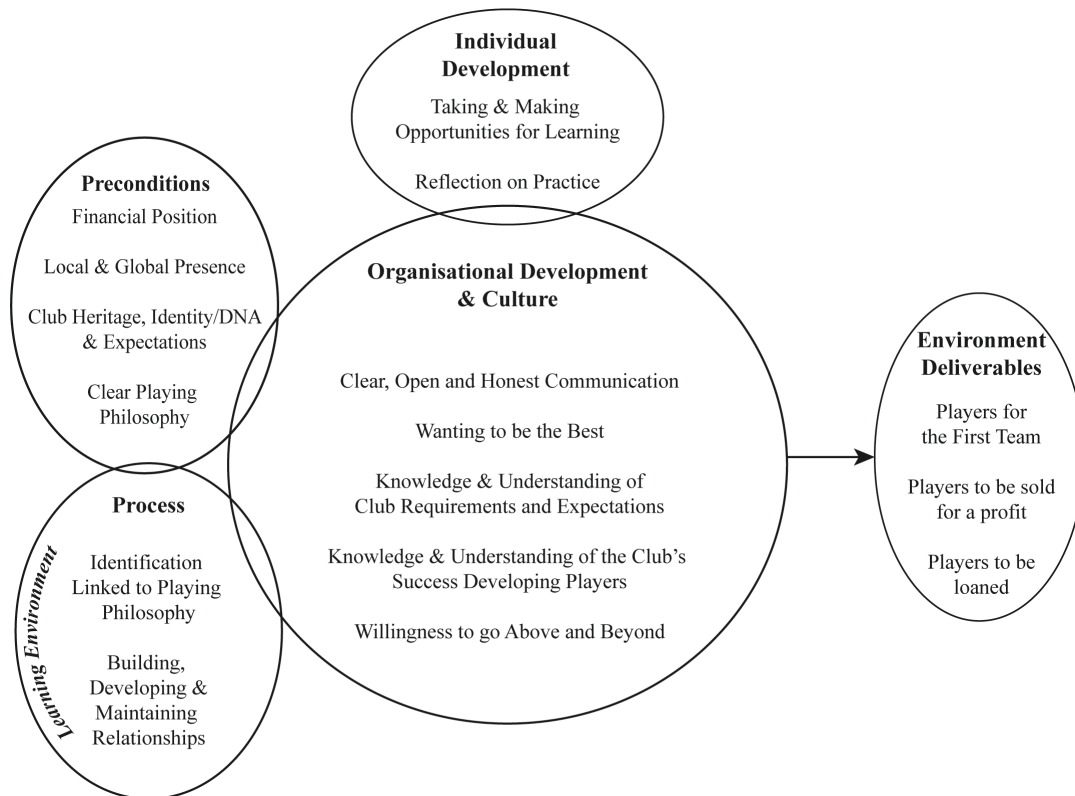 Individual
Development
Taking & Making
Opportunities for Learning
Reflection on Practice
Preconditions
Financial Position
Local & Global Presence
Club Heritage, Identity/DNA
& Expectations
Clear Playing
Philosophy
Organisational Development
& Culture
Clear, Open and Honest Communication
Wanting to be the Best
Knowledge & Understanding of
Club Requirements and Expectations
Knowledge & Understanding of the Club's
Success Developing Players
Willingness to go Above and Beyond
Process
Learning Environment
Identification
Linked to Playing
Philosophy
Building,
Developing &
Maintaining
Relationships
Environment
Deliverables
Players for
the First Team
Players to be sold
for a profit
Players to be
loaned